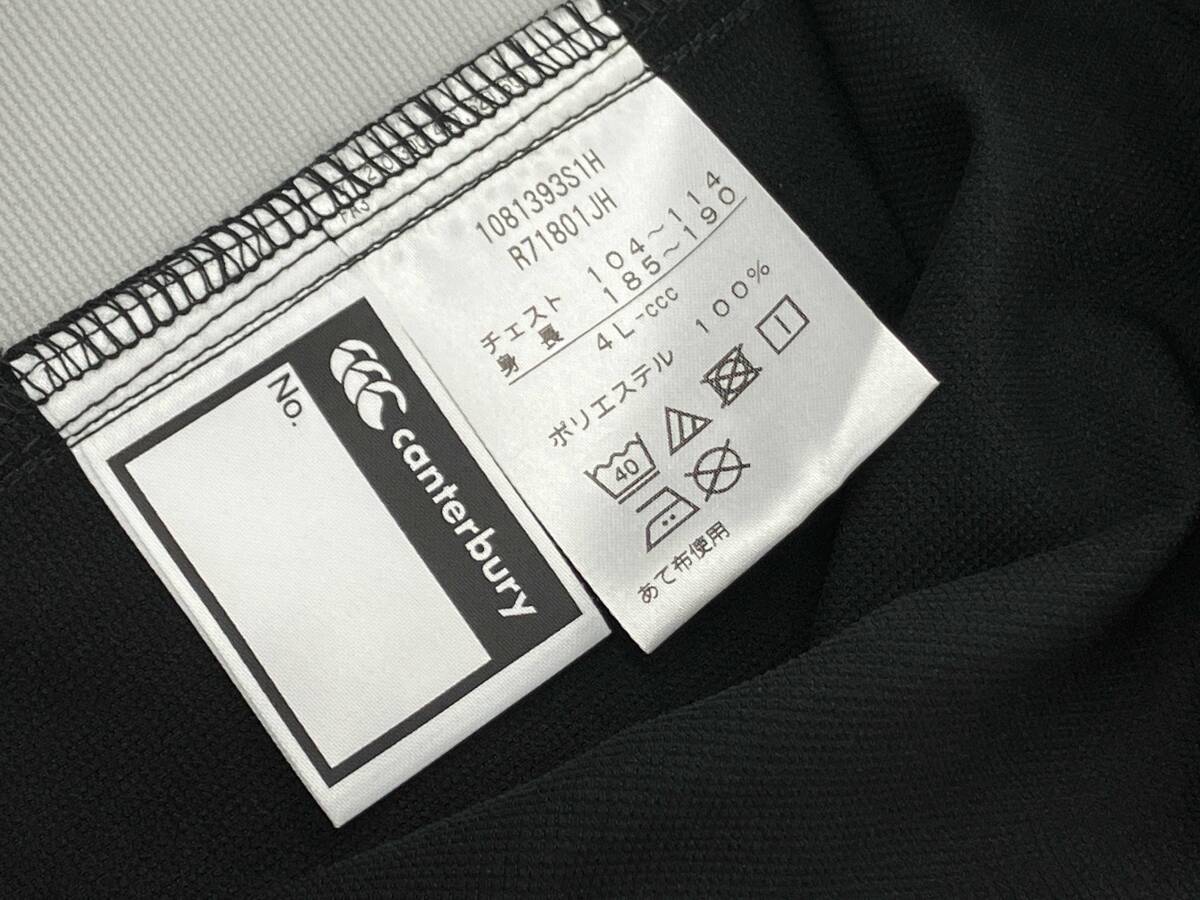 1081393S1H
R71801JH
チェスト 104~114
身 長 185~190
4L-ccc
ポリエステル 100%
40
あて布使用
No.
canterbury